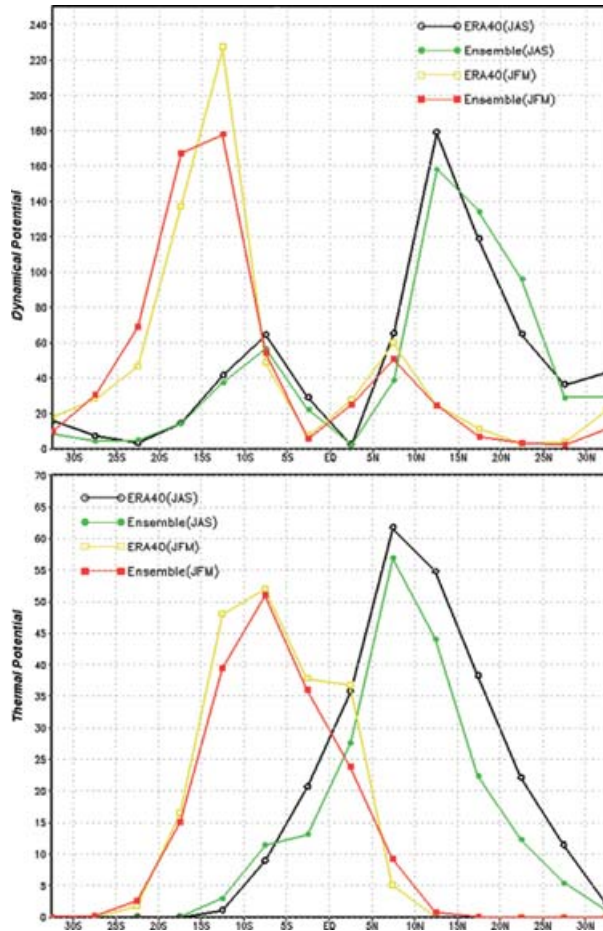 240
220
200
180
160
140
120
100
80
60
40
20
0
Dynamical Potential
ERA40(JAS)
Ensemble(JAS)
ERA40(JFM)
Ensemble(JFM)
30S 25S 20S 15S 10S 5S EQ 5N 10N 15N 20N 25N 30N
70
65
60
55
50
45
40
35
30
25
20
15
10
5
0
Thermal Potential
ERA40(JAS)
Ensemble(JAS)
ERA40(JFM)
Ensemble(JFM)
30S 25S 20S 15S 10S 5S EQ 5N 10N 15N 20N 25N 30N